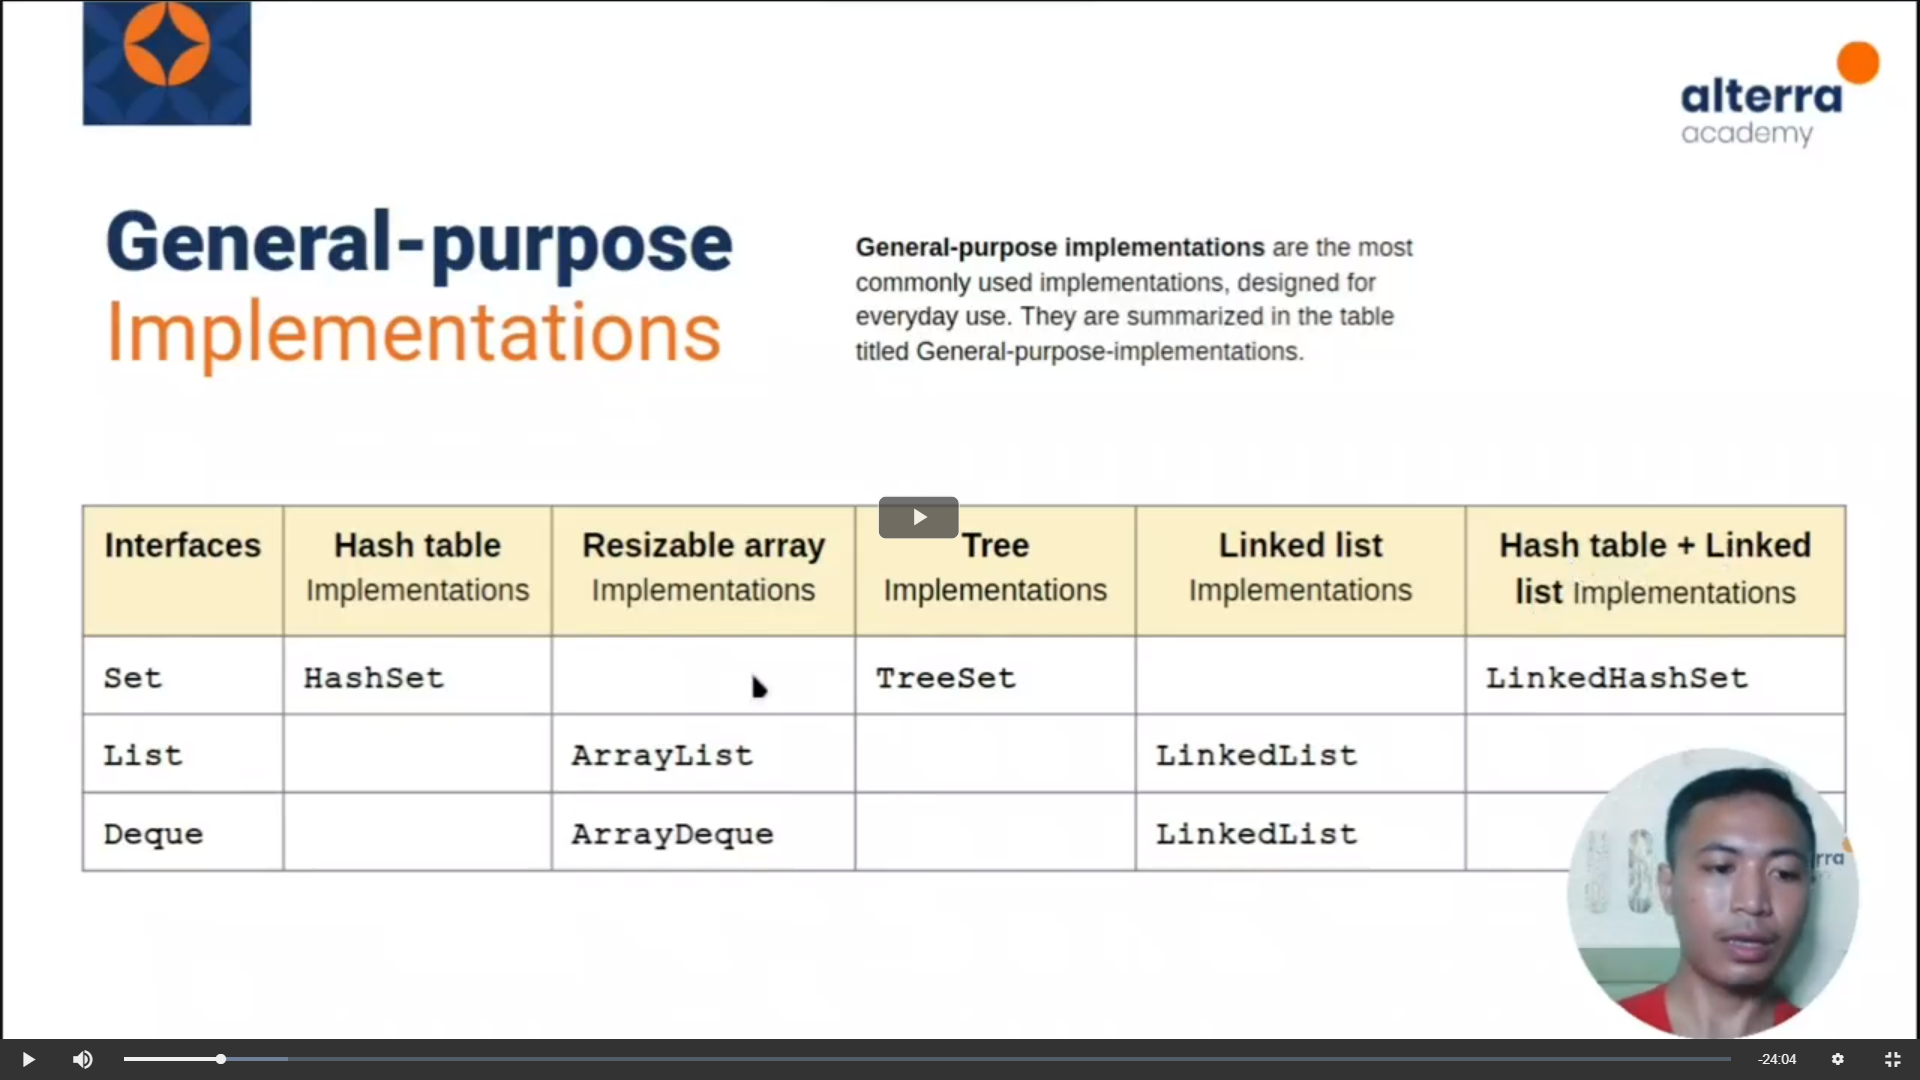 alterra
academy
General-purpose
Implementations
General-purpose implementations are the most
commonly used implementations, designed for
everyday use. They are summarized in the table
titled General-purpose-implementations.
Interfaces Hash table Implementations Resizable array Implementations Tree Implementations Linked list Implementations Hash table + Linked list Implementations
Set HashSet TreeSet LinkedHashSet
List ArrayList LinkedList
Deque ArrayDeque LinkedList
rra
-24:04